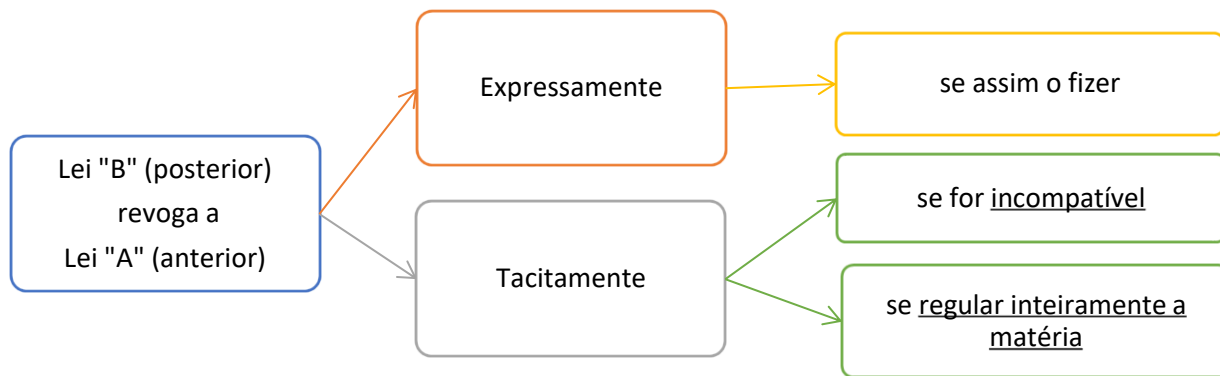 Lei "B" (posterior)
revoga a
Lei "A" (anterior)
Expressamente
se assim o fizer
Tacitamente
se for incompatível
se regular inteiramente a
matéria